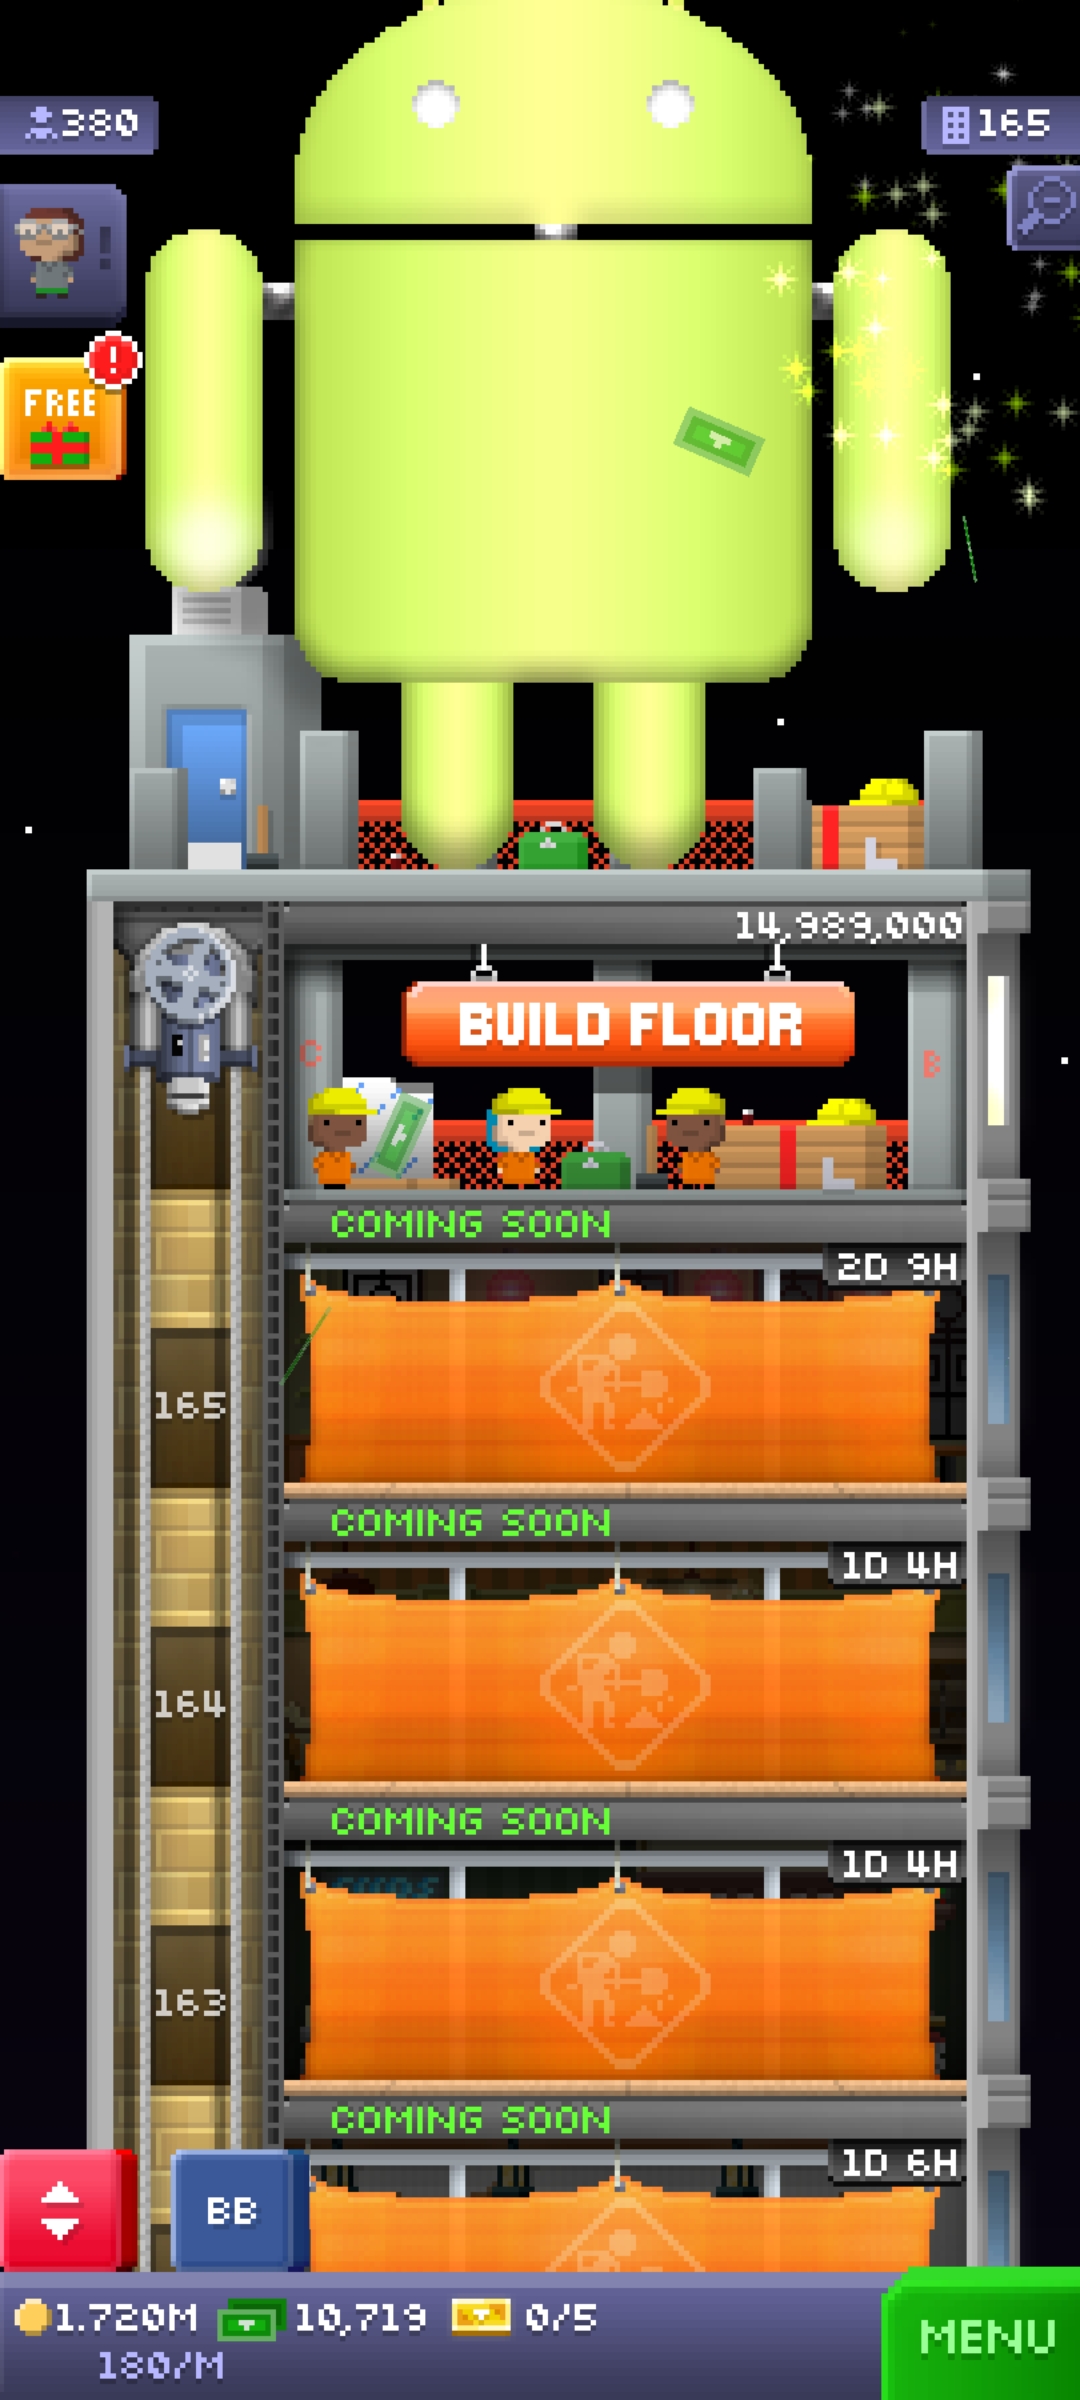 380
165
!
!
FREE
14,989,000
BUILD FLOOR
C
B
COMING SOON
2D 9H
165
COMING SOON
1D 4H
164
COMING SOON
1D 4H
163
COMING SOON
1D 6H
BB
1.720M 10,719 0/5
180/M
MENU